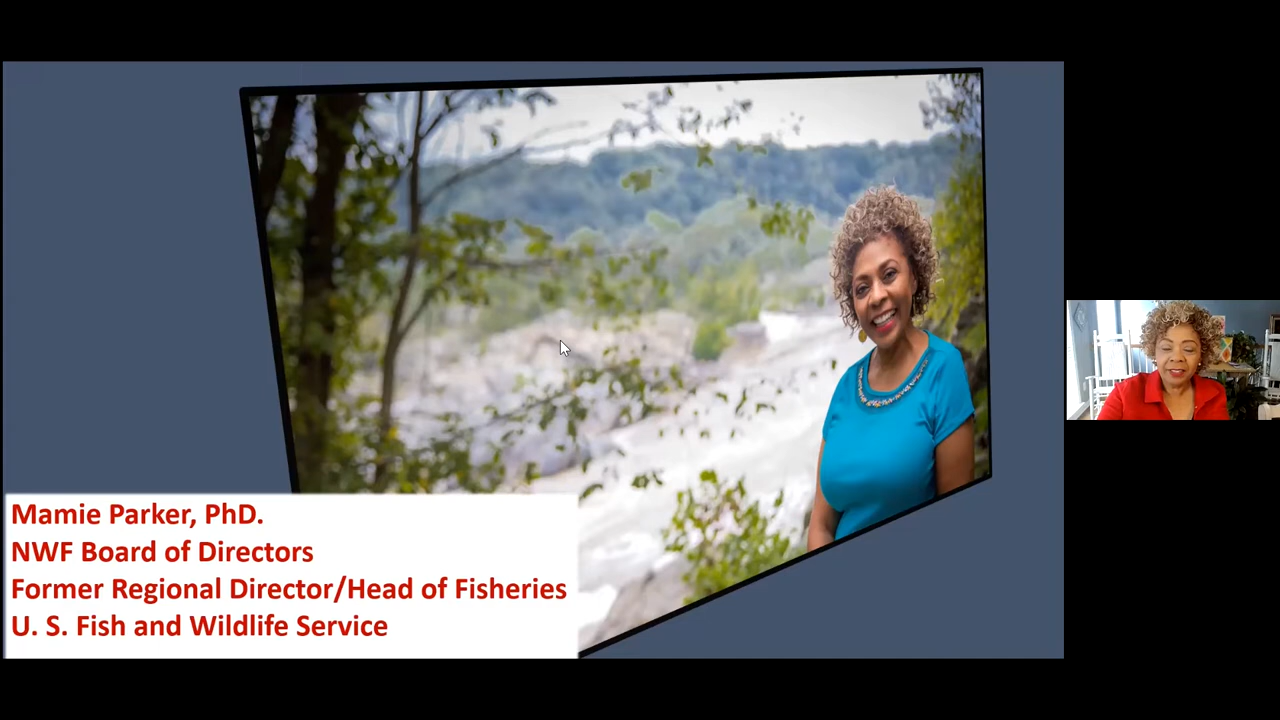 Mamie Parker, PhD.
NWF Board of Directors
Former Regional Director/Head of Fisheries
U. S. Fish and Wildlife Service